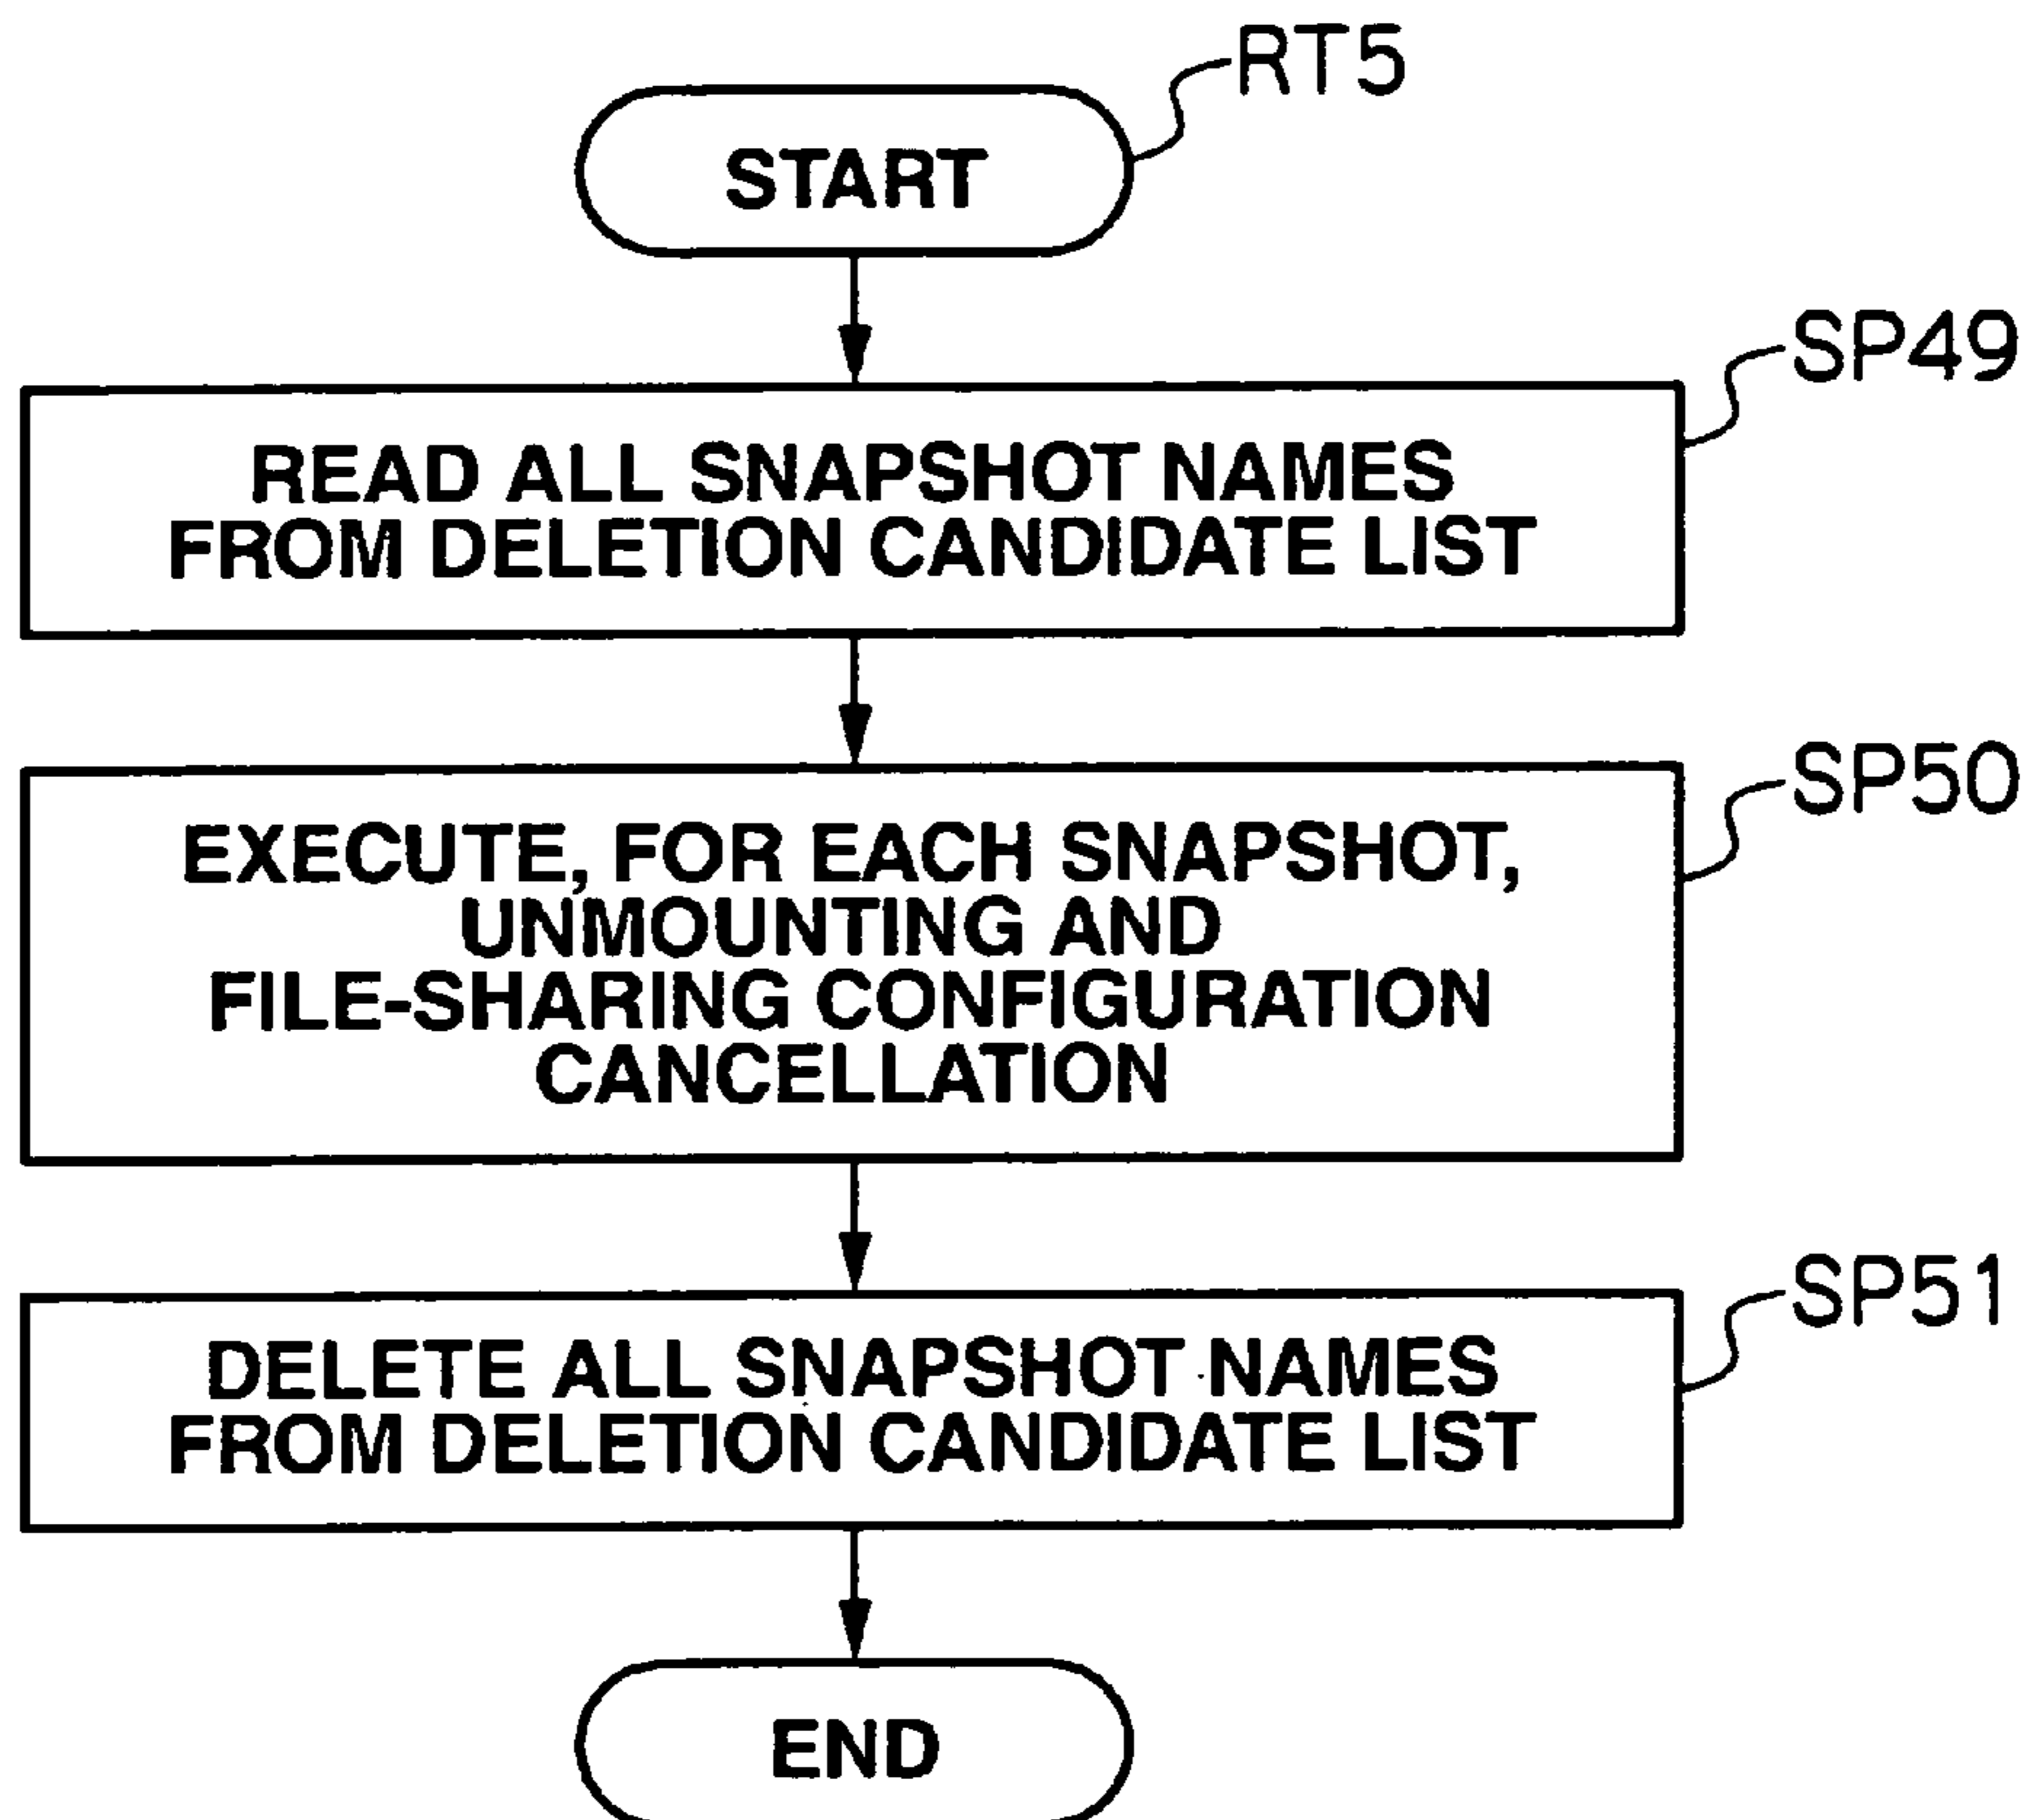 RT5
START
SP49
READ ALL SNAPSHOT NAMES
FROM DELETION CANDIDATE LIST
SP50
EXECUTE, FOR EACH SNAPSHOT,
UNMOUNTING AND
FILE-SHARING CONFIGURATION
CANCELLATION
SP51
DELETE ALL SNAPSHOT NAMES
FROM DELETION CANDIDATE LIST
END